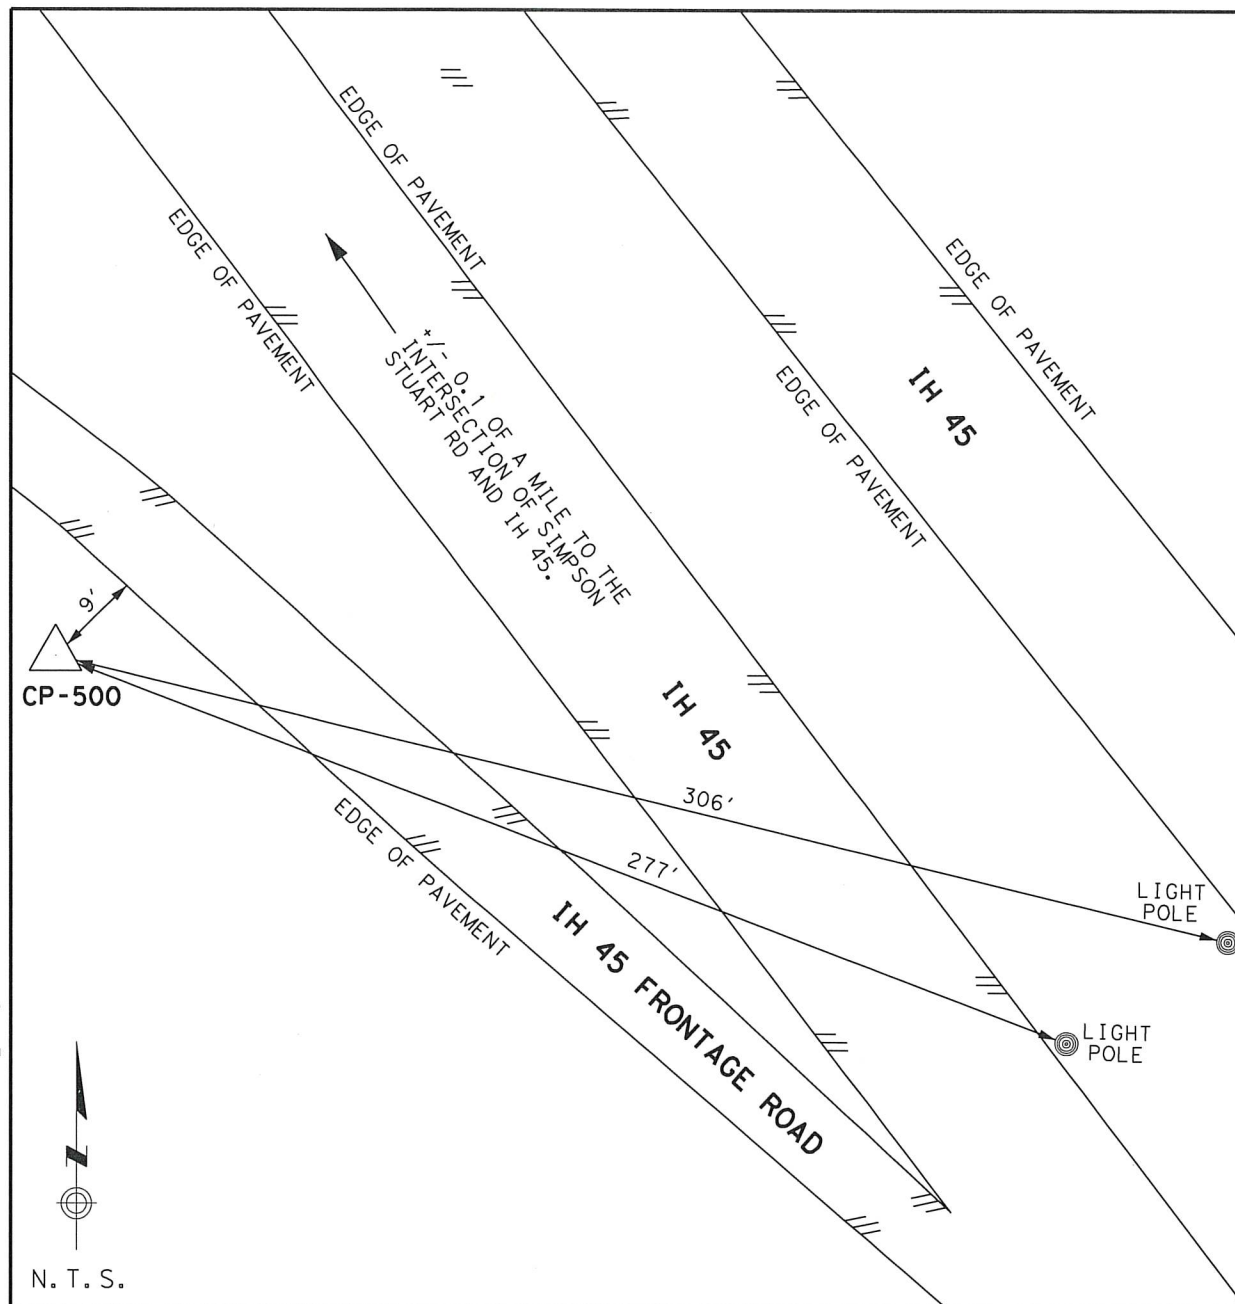 EDGE OF PAVEMENT
EDGE OF PAVEMENT
EDGE OF PAVEMENT
EDGE OF PAVEMENT
+/- 0.1 OF A MILE TO THE
INTERSECTION OF SIMPSON
STUART RD AND IH 45.
IH 45
9'
CP-500
IH 45
306'
277'
EDGE OF PAVEMENT
LIGHT
POLE
IH 45 FRONTAGE ROAD
LIGHT
POLE
N
N.T.S.